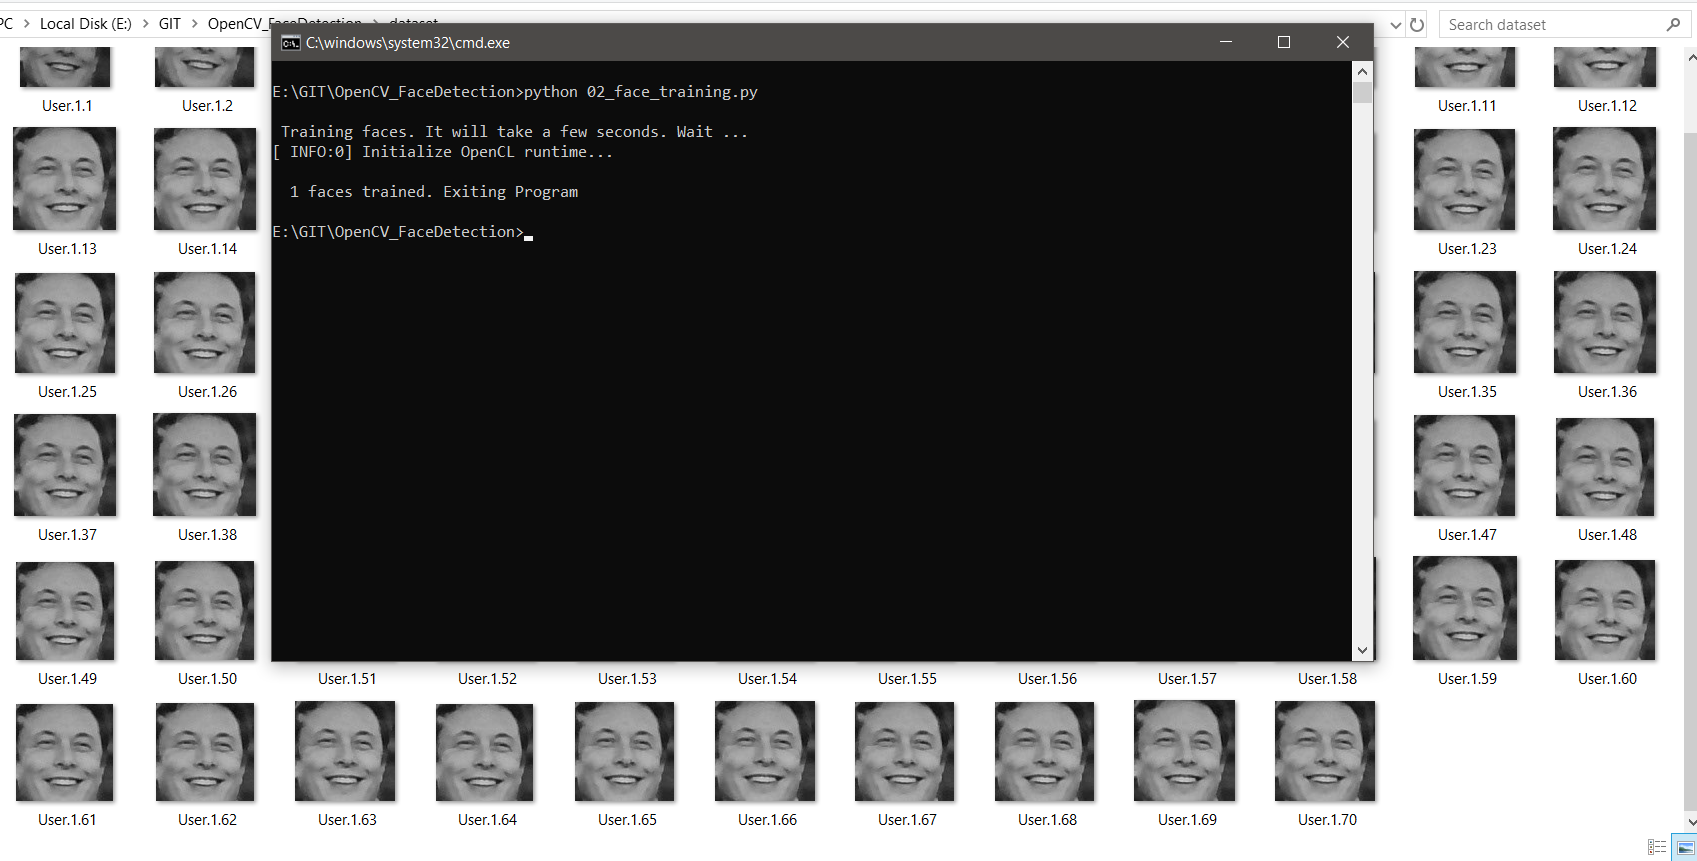 PC > Local Disk (E:) > GIT > OpenCV_FaceDetection > dataset
Search dataset
C:\windows\system32\cmd.exe
E:\GIT\OpenCV_FaceDetection>python 02_face_training.py
Training faces. It will take a few seconds. Wait ...
[ INFO:0] Initialize OpenCL runtime...
1 faces trained. Exiting Program
E:\GIT\OpenCV_FaceDetection>
User.1.1 User.1.2 User.1.11 User.1.12
User.1.13 User.1.14 User.1.23 User.1.24
User.1.25 User.1.26 User.1.35 User.1.36
User.1.37 User.1.38 User.1.47 User.1.48
User.1.49 User.1.50 User.1.51 User.1.52 User.1.53 User.1.54 User.1.55 User.1.56 User.1.57 User.1.58 User.1.59 User.1.60
User.1.61 User.1.62 User.1.63 User.1.64 User.1.65 User.1.66 User.1.67 User.1.68 User.1.69 User.1.70